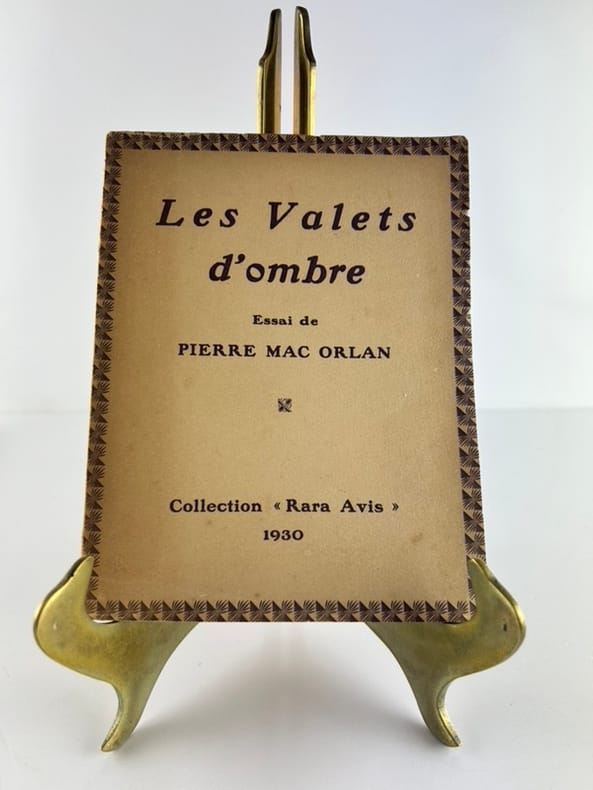 Les Valets
d'ombre
Essai de
PIERRE MAC ORLAN
Collection « Rara Avis »
1930